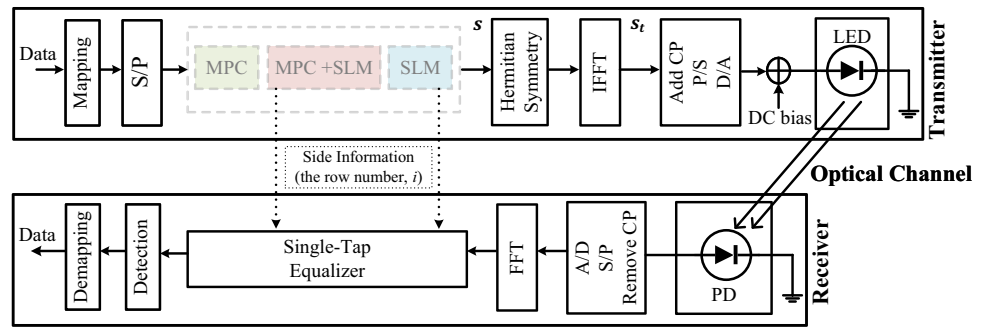 Data
Mapping
S/P
MPC
MPC +SLM
SLM
s
Hermitian
Symmetry
s_t
IFFT
Add CP
P/S
D/A
DC bias
LED
Transmitter
Side Information
(the row number, i)
Optical Channel
Data
Demapping
Detection
Single-Tap
Equalizer
FFT
A/D
S/P
Remove CP
PD
Receiver